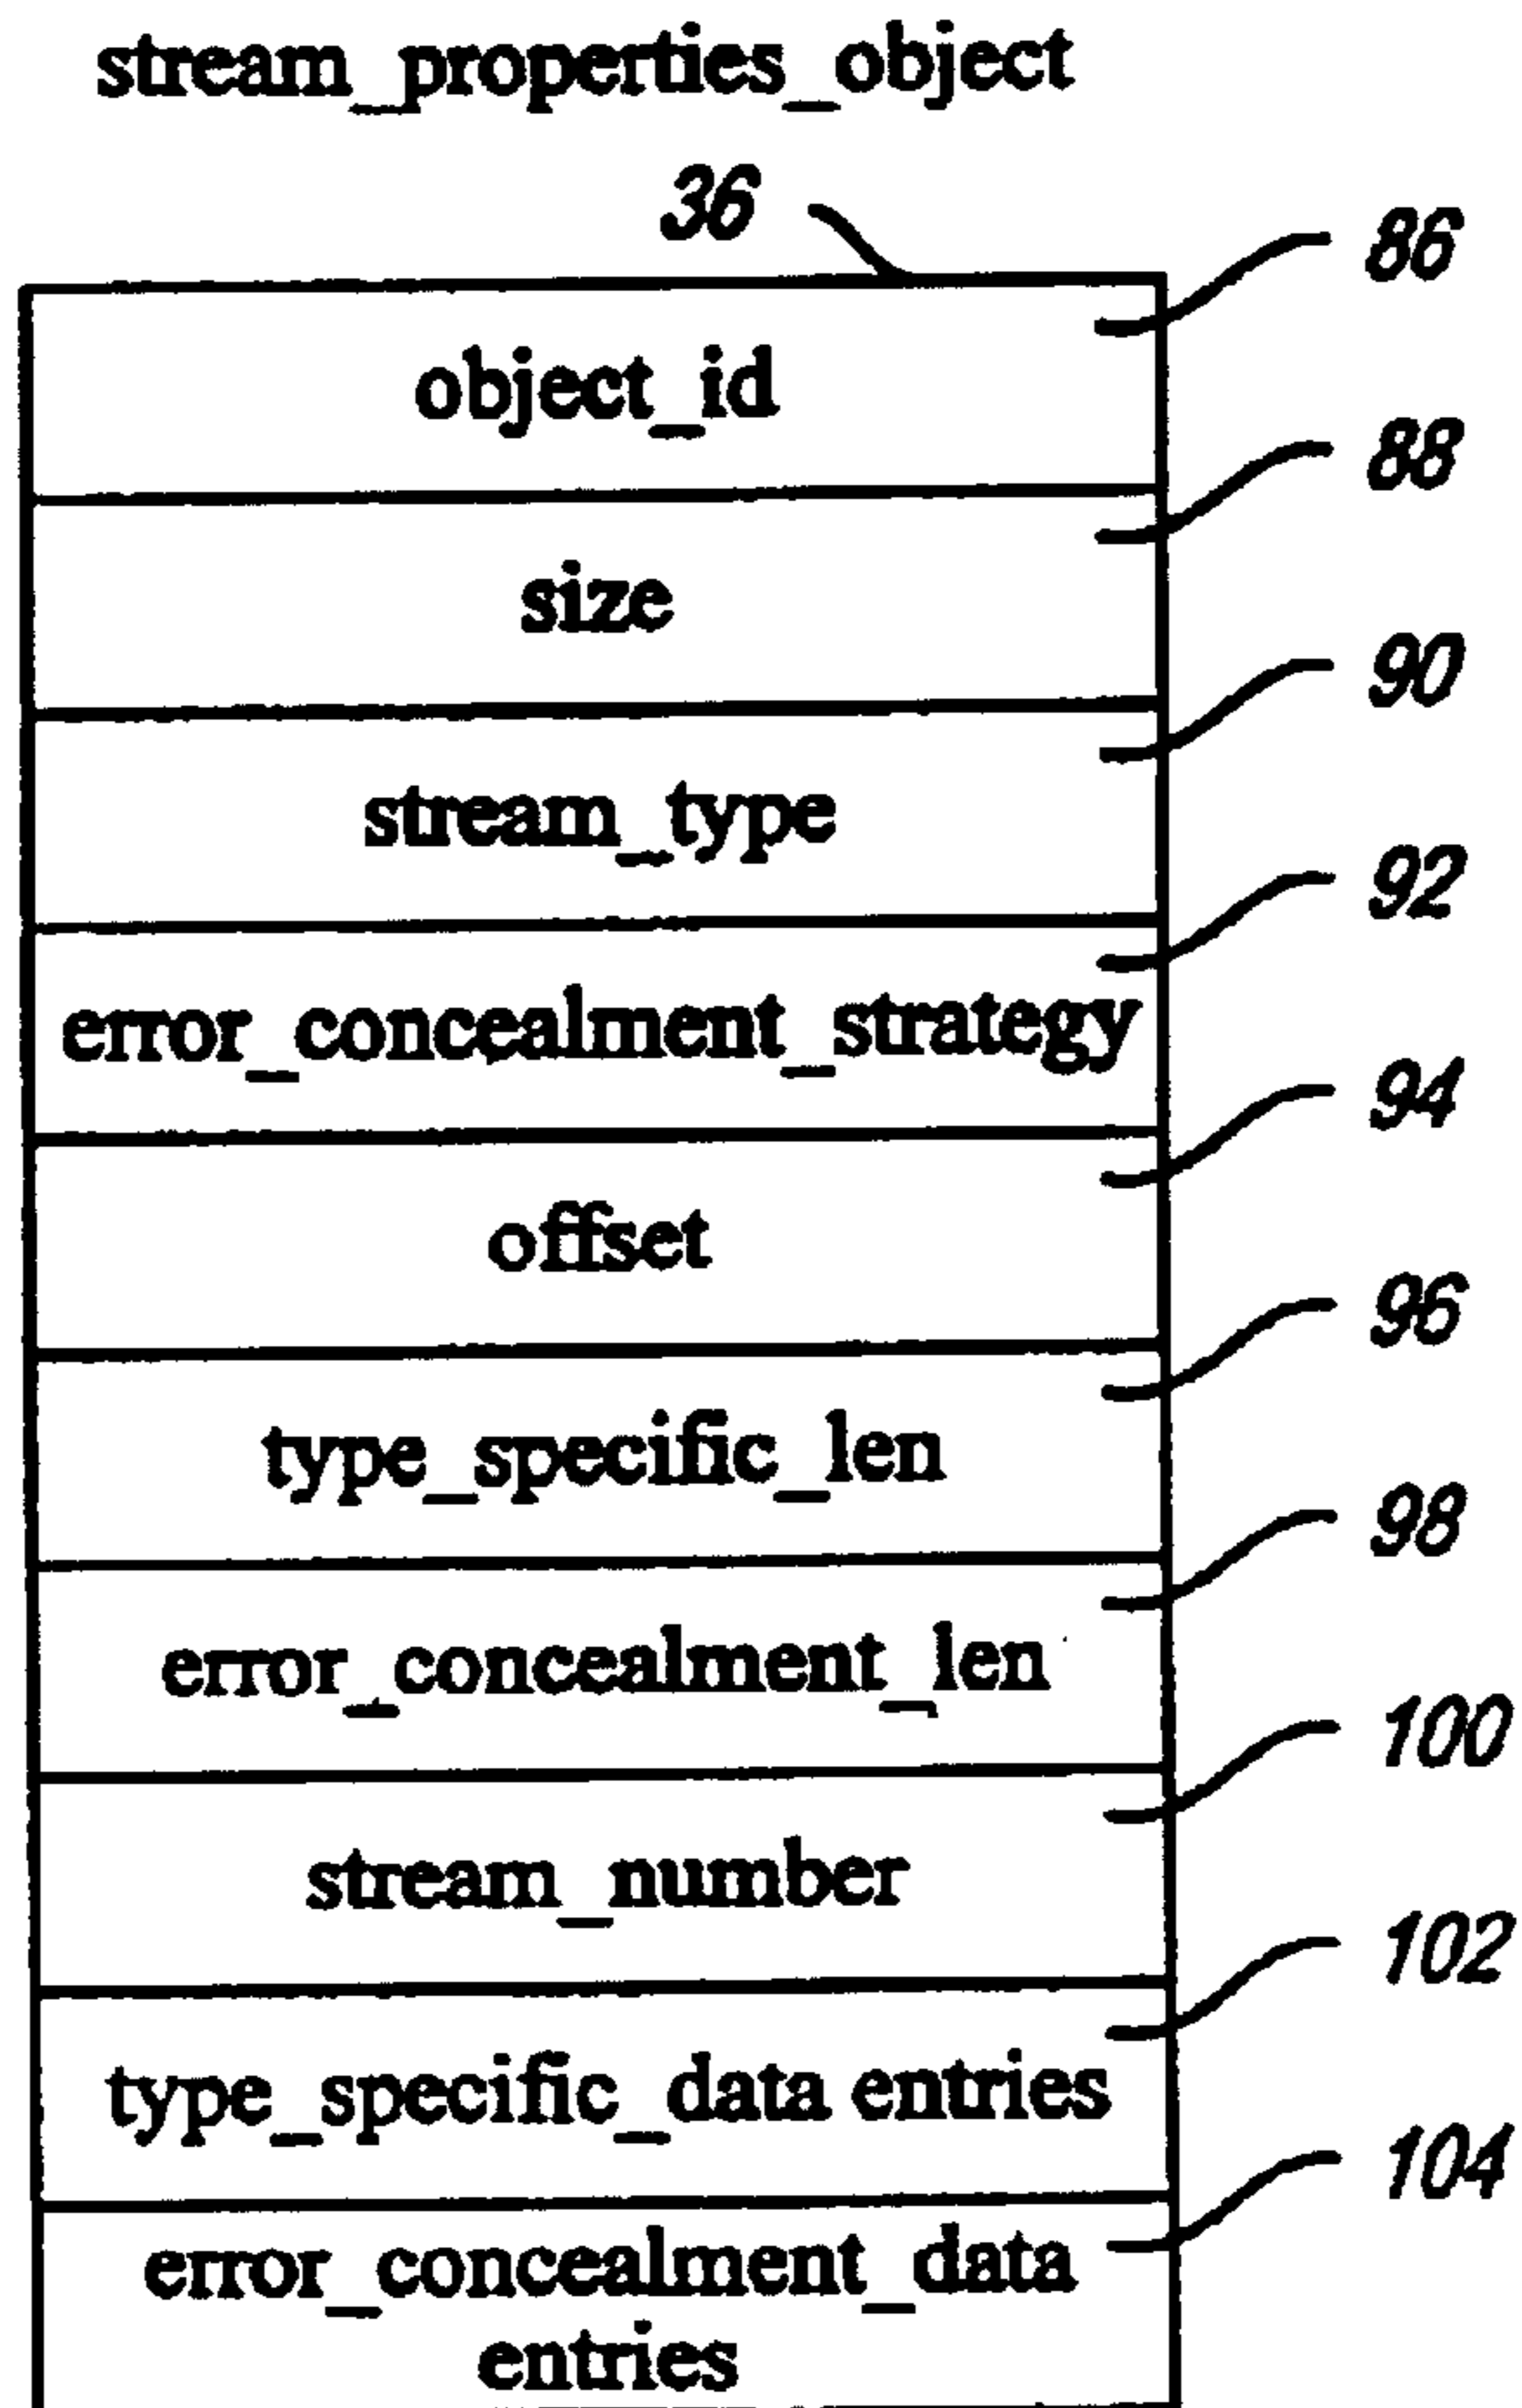 stream_properties_object
36
86
object_id
88
size
90
stream_type
92
error_concealment_strategy
94
offset
96
type_specific_len
98
error_concealment_len
100
stream_number
102
type_specific_data entries
104
error_concealment_data
entries